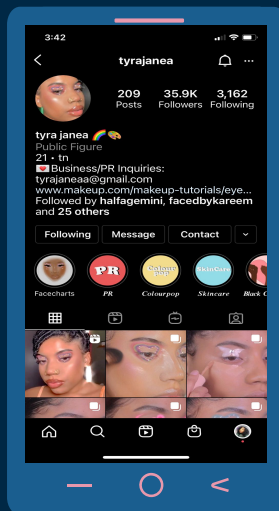 3:42
tyrajanea
209 35.9K 3,162
Posts Followers Following
tyra janea 🌈🎨
Public Figure
21 • tn
💌Business/PR Inquiries:
tyrajaneaa@gmail.com
www.makeup.com/makeup-tutorials/eye...
Followed by halfagemini, facedbykareem
and 25 others
Following Message Contact
PR Colour pop SkinCare
Facecharts PR Colourpop Skincare Black